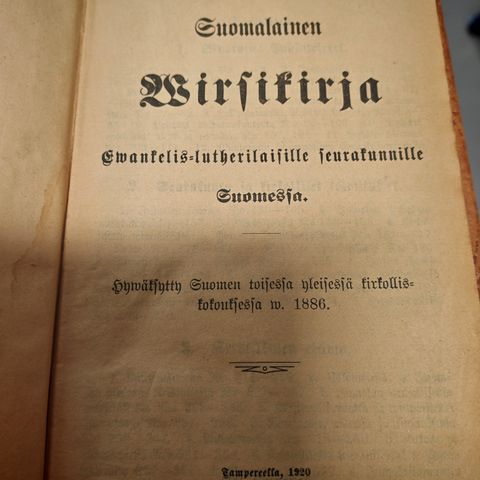 Suomalainen
Wirsikirja
Ewankelis-lutherilaisille seurakunnille
Suomessa.
Hywäksytty Suomen toisessa yleisessä kirkollis-
kokouksessa w. 1886.
Tampereella, 1920